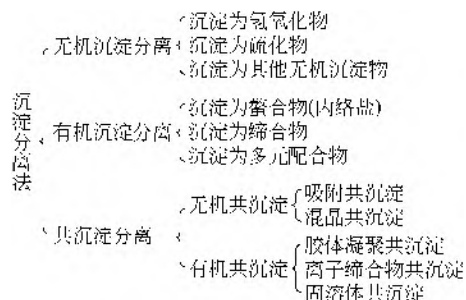 沉淀分离法
无机沉淀分离
沉淀为氢氧化物
沉淀为硫化物
沉淀为其他无机沉淀物
有机沉淀分离
沉淀为螯合物(内络盐)
沉淀为缔合物
沉淀为多元配合物
共沉淀分离
无机共沉淀
吸附共沉淀
混晶共沉淀
有机共沉淀
胶体凝聚共沉淀
离子缔合物共沉淀
固溶体共沉淀